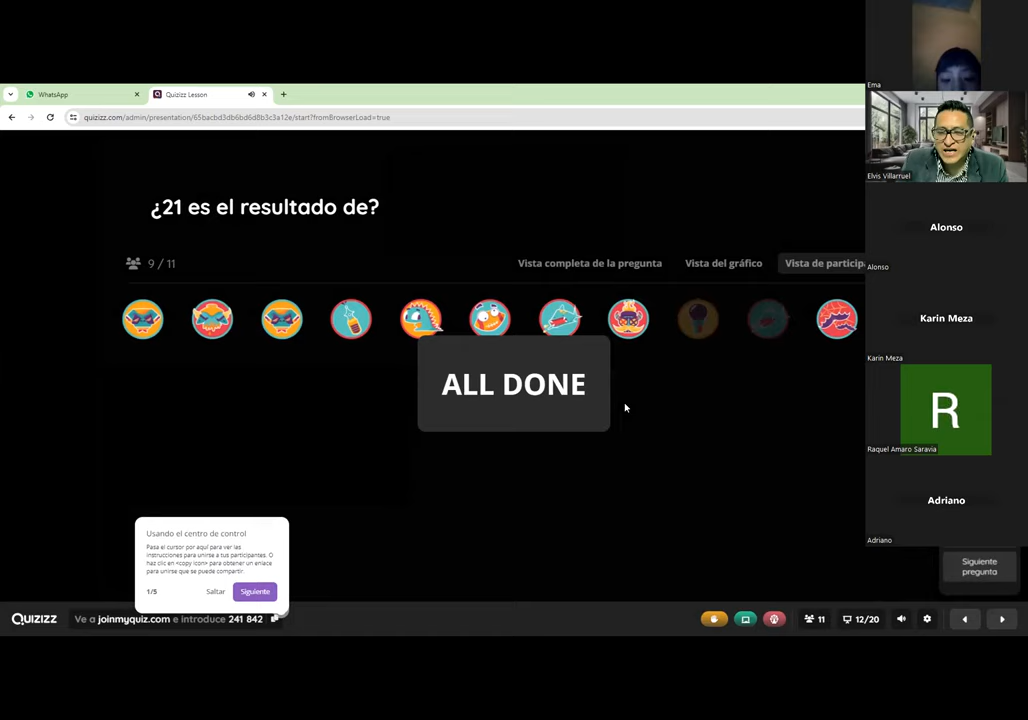 WhatsApp
Quizizz Lesson
quizizz.com/admin/presentation/65bacbd3db6bd6d8b3c3a12e/start?fromBrowserLoad=true
¿21 es el resultado de?
9 / 11
Vista completa de la pregunta
Vista del gráfico
Vista de participa
ALL DONE
Usando el centro de control
Pasa el cursor por aquí para ver las
instrucciones para unirse a tus participantes. O
haz clic en «copy icon» para obtener un enlace
para unirse que se puede compartir.
1/5
Saltar
Siguiente
Siguiente
pregunta
Quizizz
Ve a joinmyquiz.com e introduce 241 842
11
12/20
Ema
Elvis Villarruel
Alonso
Alonso
Karin Meza
Karin Meza
R
Raquel Amaro Saravia
Adriano
Adriano